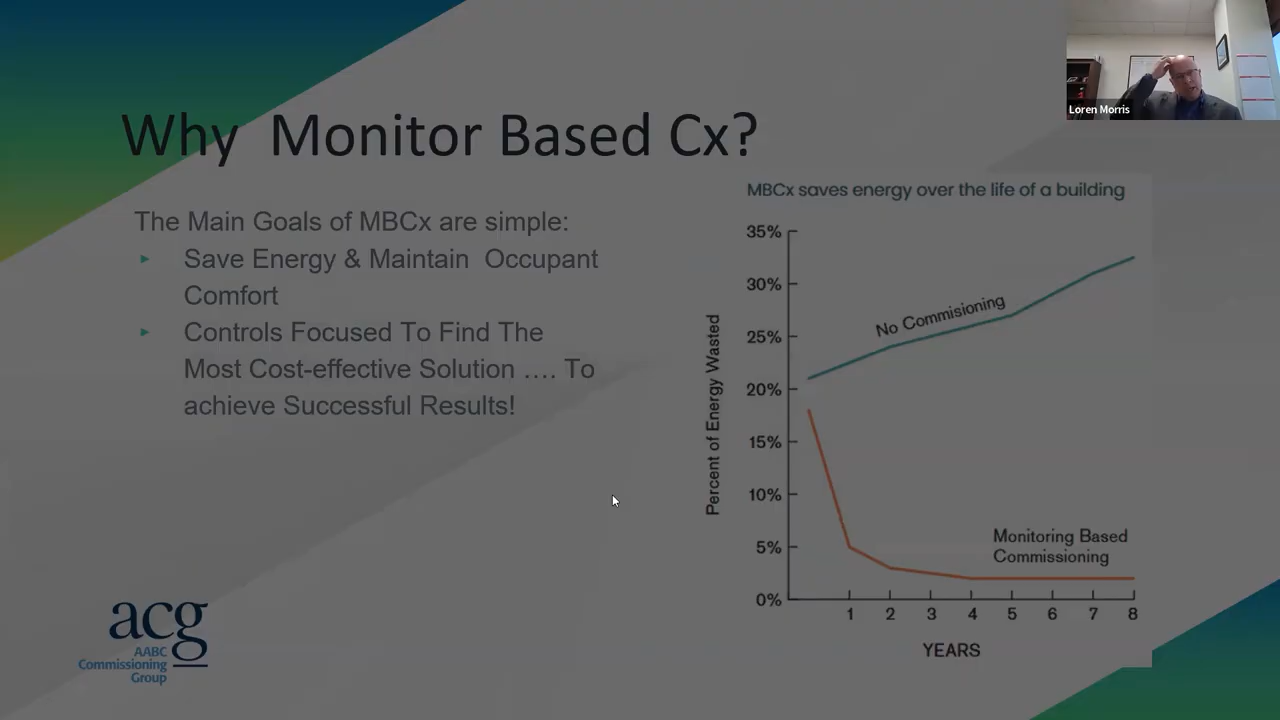 Loren Morris
Why  Monitor Based Cx?
The Main Goals of MBCx are simple:
Save Energy & Maintain  Occupant
Comfort
Controls Focused To Find The
Most Cost-effective Solution …. To
achieve Successful Results!
MBCx saves energy over the life of a building
35%
30%
25%
20%
15%
10%
5%
0%
Percent of Energy Wasted
No Commisioning
Monitoring Based
Commissioning
1 2 3 4 5 6 7 8
YEARS
acg
AABC
Commissioning
Group